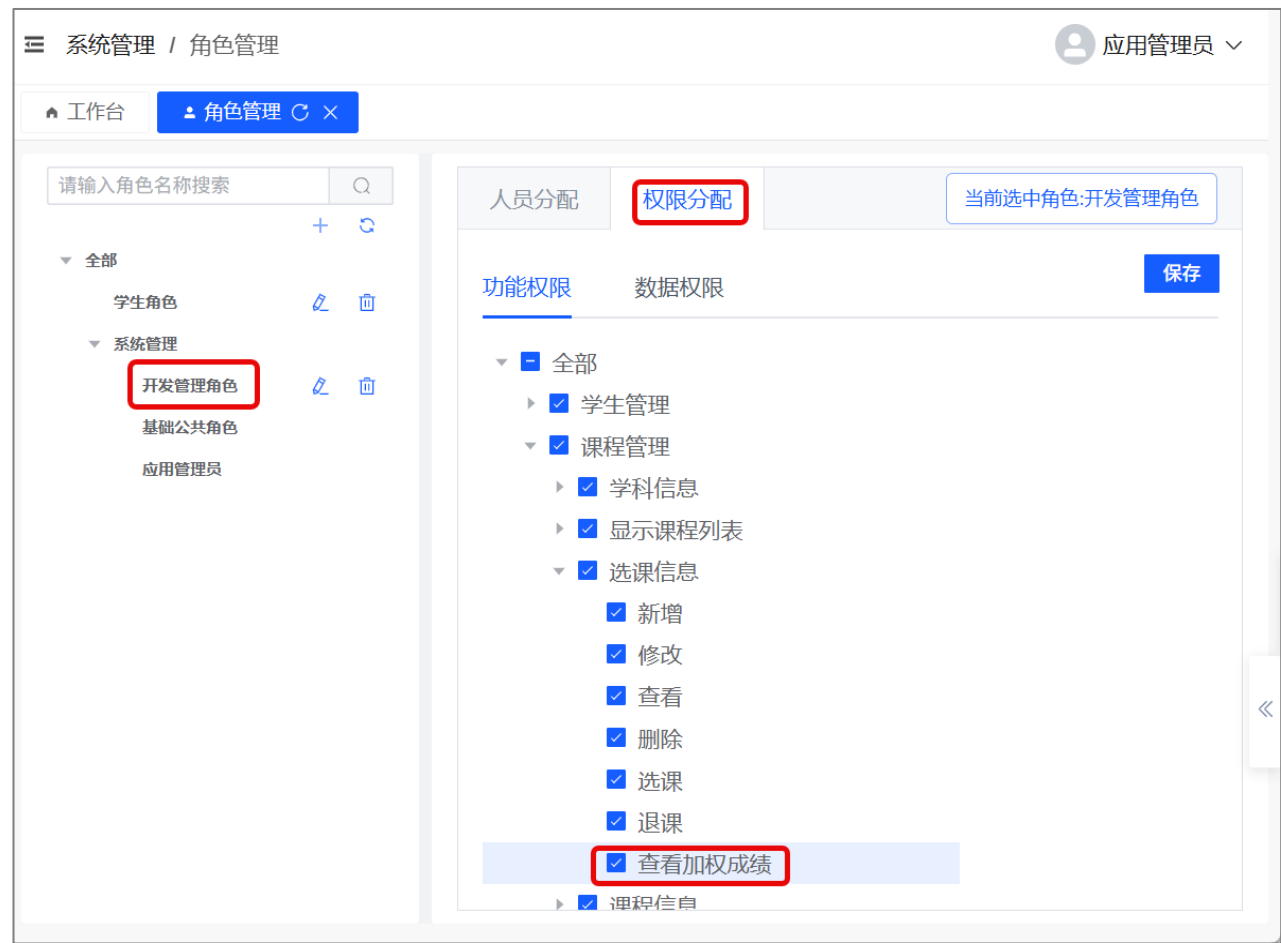 系统管理 / 角色管理
应用管理员
工作台
角色管理
请输入角色名称搜索
全部
学生角色
系统管理
开发管理角色
基础公共角色
应用管理员
人员分配
权限分配
当前选中角色:开发管理角色
功能权限
数据权限
保存
全部
学生管理
课程管理
学科信息
显示课程列表
选课信息
新增
修改
查看
删除
选课
退课
查看加权成绩
课程信息